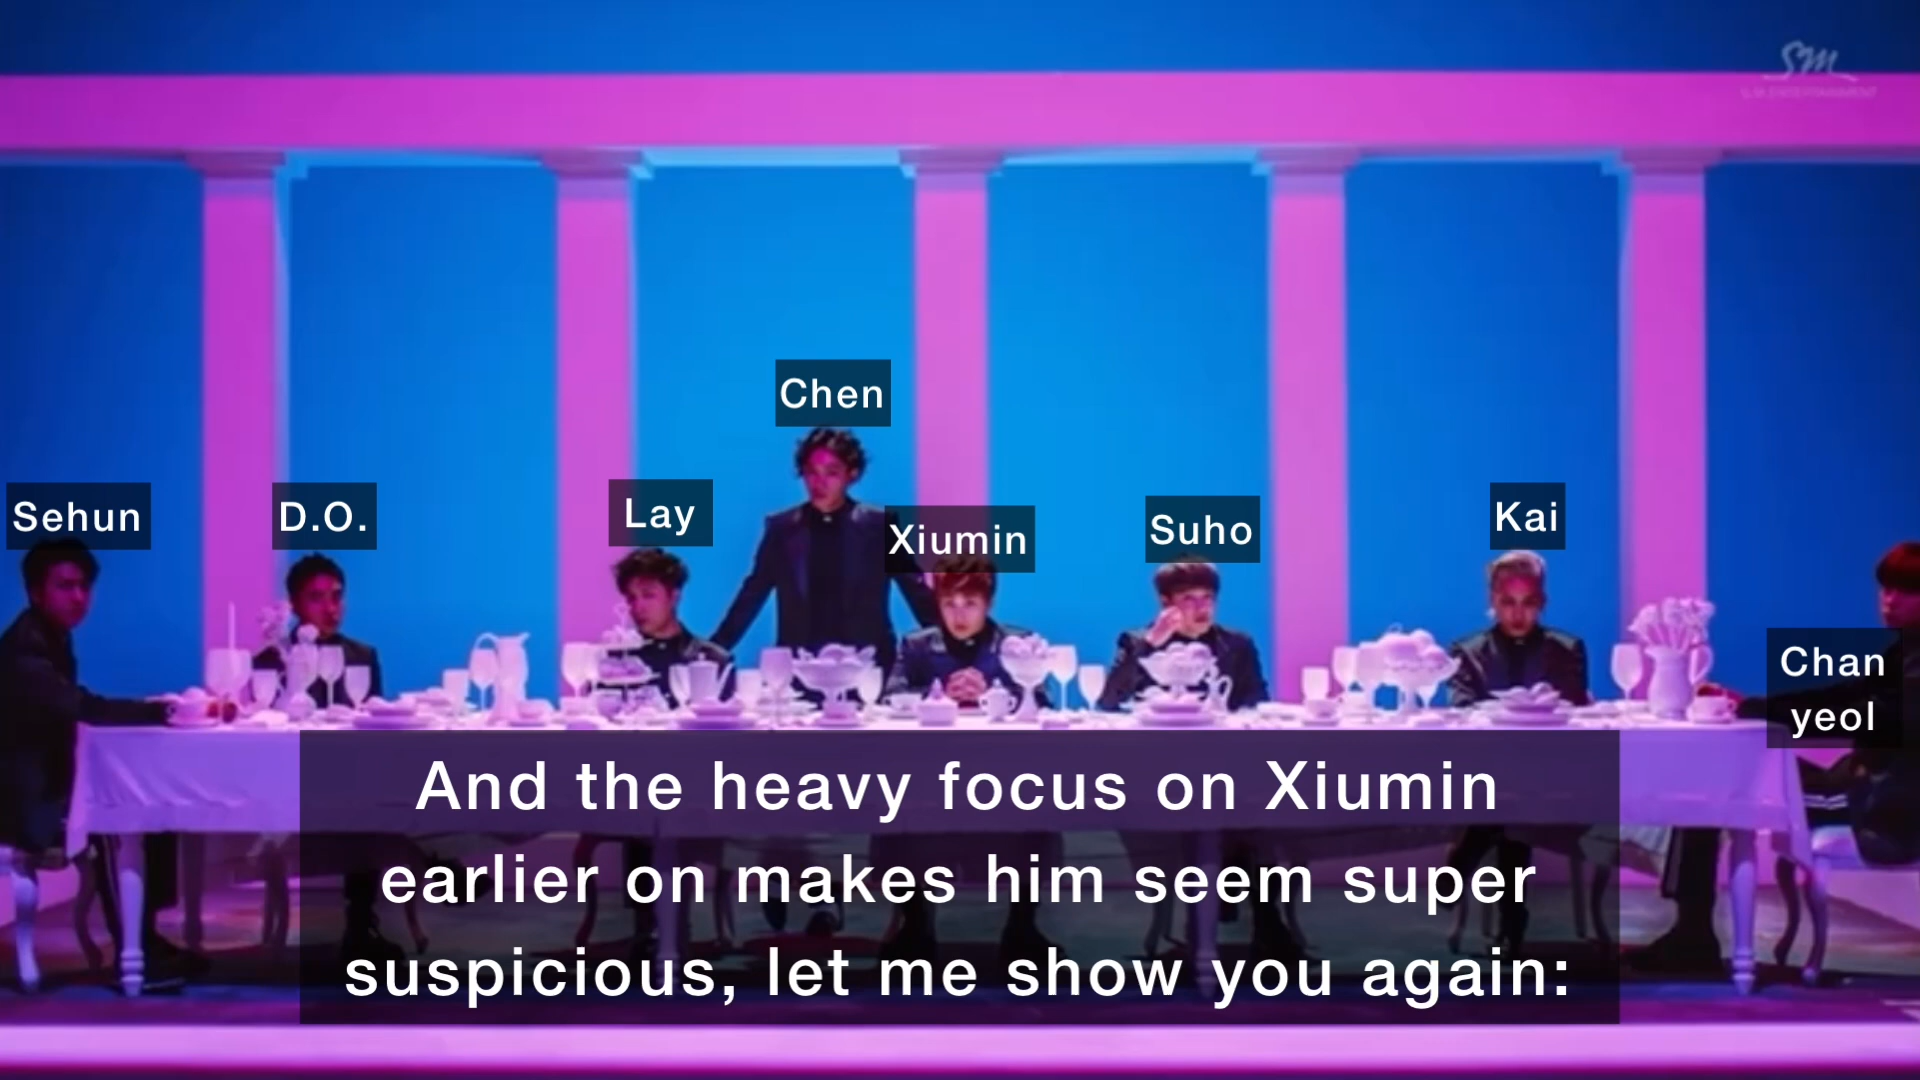 SM
S.M.ENTERTAINMENT
Chen
Sehun
D.O.
Lay
Xiumin
Suho
Kai
Chan
yeol
And the heavy focus on Xiumin
earlier on makes him seem super
suspicious, let me show you again: